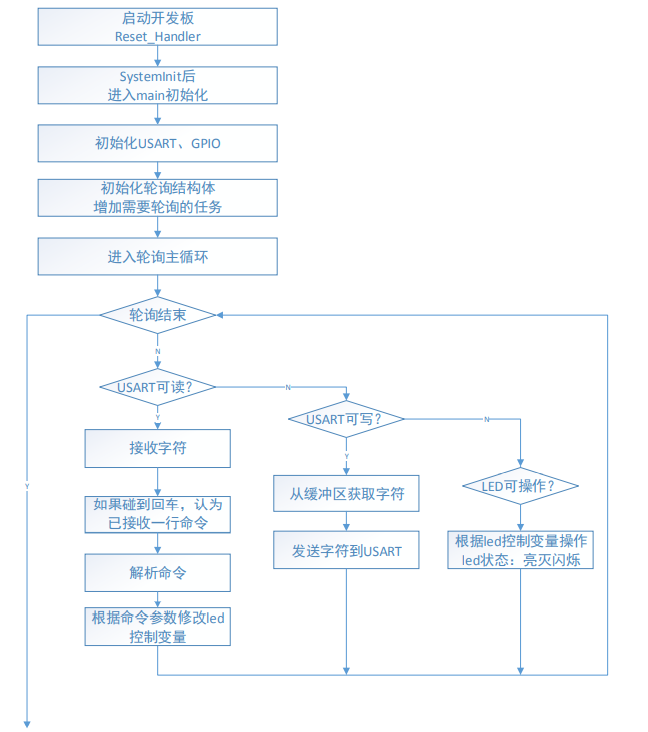 启动开发板
Reset_Handler
SystemInit后
进入main初始化
初始化USART、GPIO
初始化轮询结构体
增加需要轮询的任务
进入轮询主循环
轮询结束
N
USART可读？
N
Y
USART可写？
N
接收字符
Y
LED可操作？
Y
从缓冲区获取字符
如果碰到回车，认为
已接收一行命令
发送字符到USART
根据led控制变量操作
led状态：亮灭闪烁
解析命令
根据命令参数修改led
控制变量